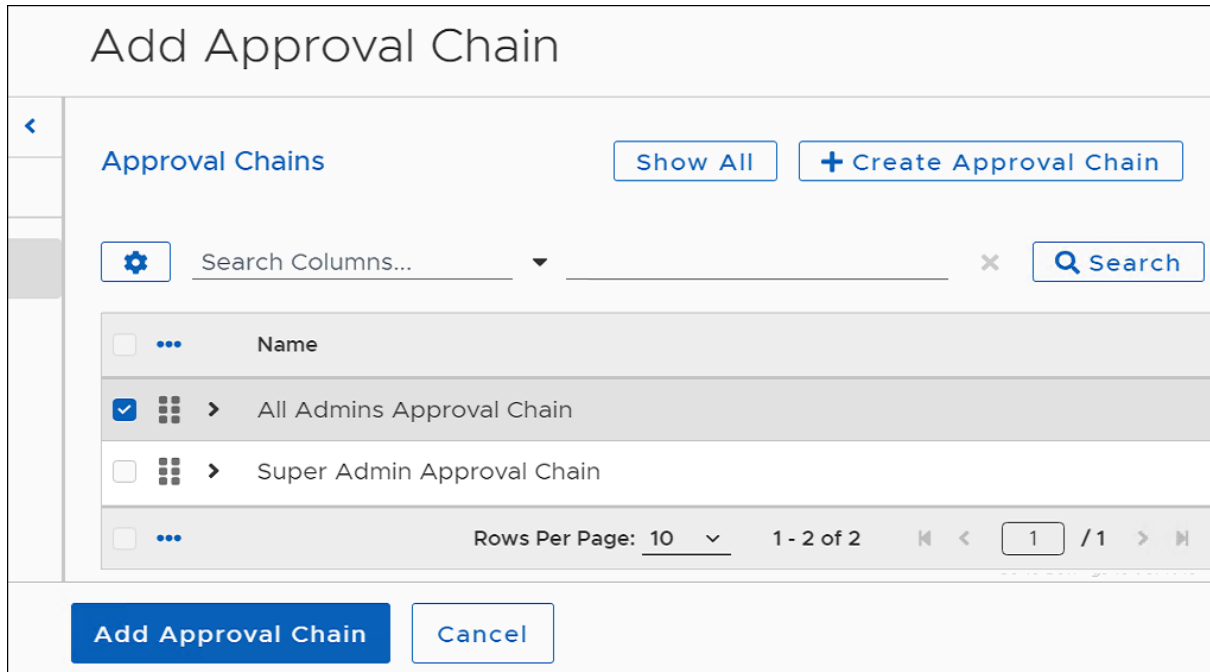 Add Approval Chain
Approval Chains
Show All
Create Approval Chain
Search Columns...
Search
Name
All Admins Approval Chain
Super Admin Approval Chain
Rows Per Page: 10 1 - 2 of 2 1 / 1
Add Approval Chain
Cancel